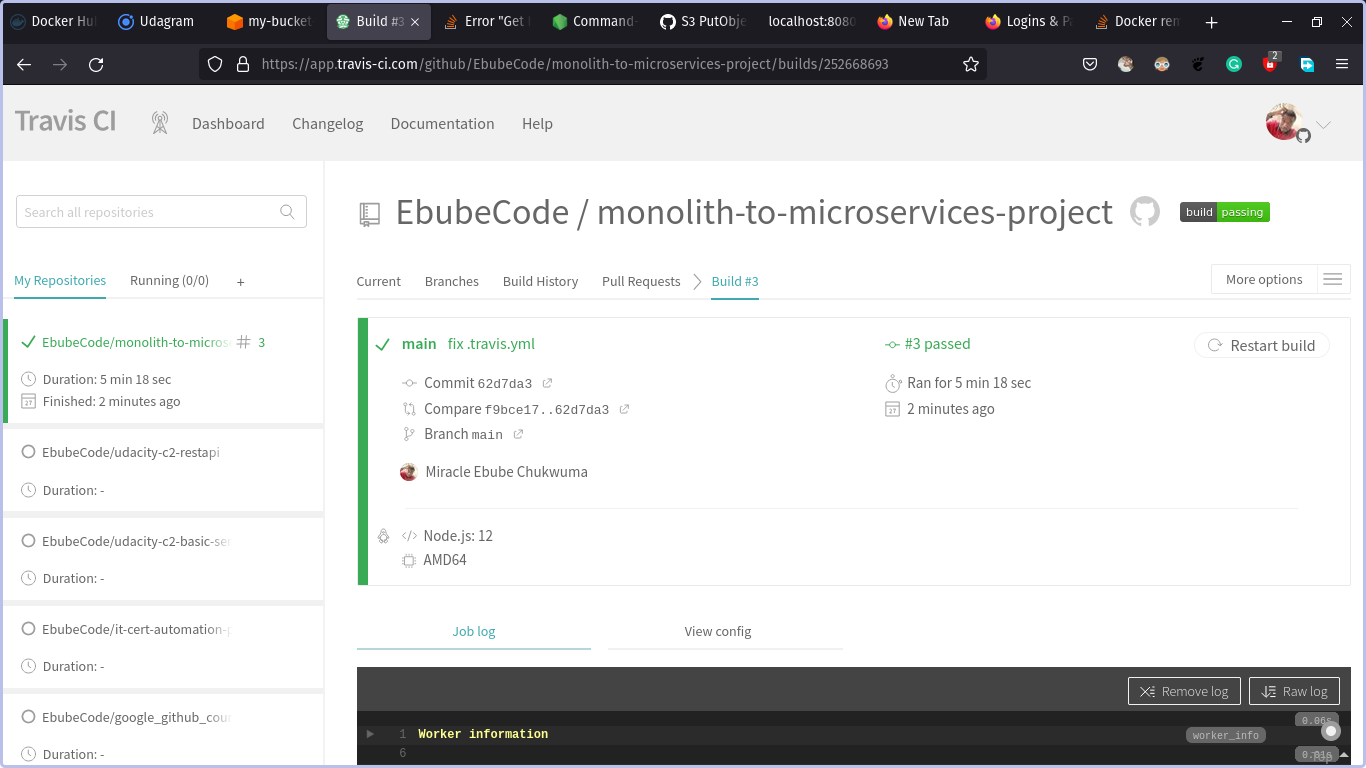 Docker Hub
Udagram
my-bucket
Build #3
Error "Get
Command-
S3 PutObje
localhost:8080
New Tab
Logins & Pa
Docker rem
https://app.travis-ci.com/github/EbubeCode/monolith-to-microservices-project/builds/252668693
2
Travis CI
Dashboard
Changelog
Documentation
Help
Search all repositories
My Repositories
Running (0/0)
+
EbubeCode/monolith-to-micros
# 3
Duration: 5 min 18 sec
Finished: 2 minutes ago
EbubeCode/udacity-c2-restapi
Duration: -
EbubeCode/udacity-c2-basic-se
Duration: -
EbubeCode/it-cert-automation-p
Duration: -
EbubeCode/google_github_cou
Duration: -
EbubeCode / monolith-to-microservices-project
build passing
Current
Branches
Build History
Pull Requests
Build #3
More options
main fix .travis.yml
#3 passed
Restart build
Commit 62d7da3
Ran for 5 min 18 sec
Compare f9bce17..62d7da3
2 minutes ago
Branch main
Miracle Ebube Chukwuma
Node.js: 12
AMD64
Job log
View config
Remove log
Raw log
0.06s
1 Worker information
worker_info
6
0.01s
Top